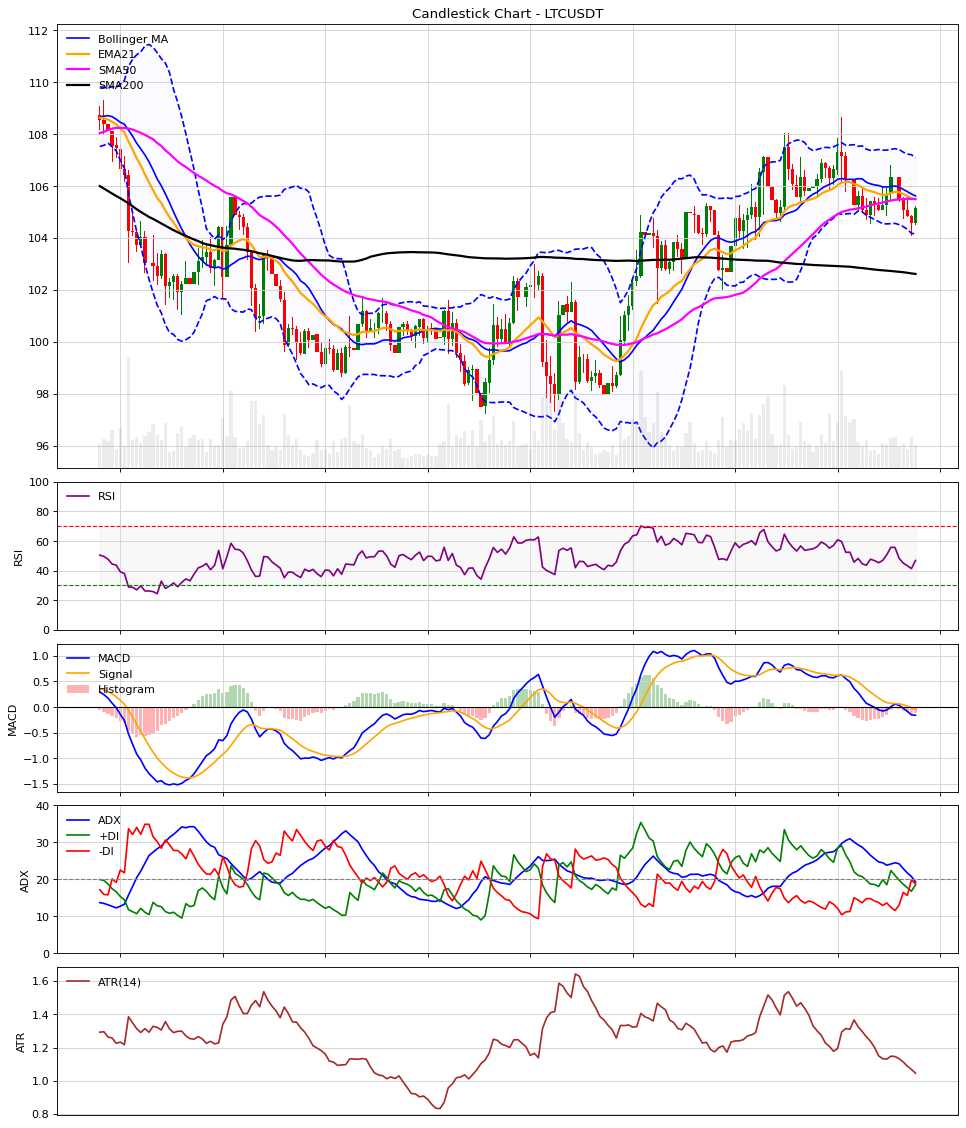 Candlestick Chart - LTCUSDT
112
110
108
106
104
102
100
98
96
Bollinger MA
EMA21
SMA50
SMA200
RSI
100
80
60
40
20
0
RSI
MACD
1.0
0.5
0.0
−0.5
−1.0
−1.5
MACD
Signal
Histogram
ADX
40
30
20
10
0
ADX
+DI
-DI
ATR
1.6
1.4
1.2
1.0
0.8
ATR(14)